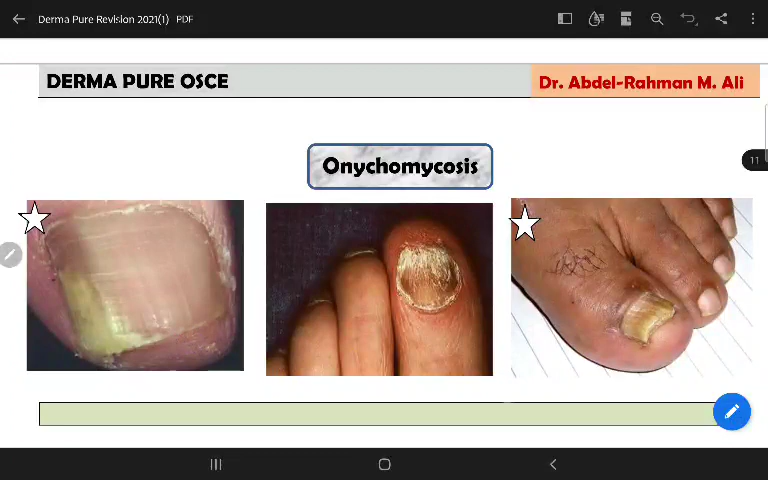 Derma Pure Revision 2021(1) PDF
DERMA PURE OSCE
Dr. Abdel-Rahman M. Ali
Onychomycosis
11